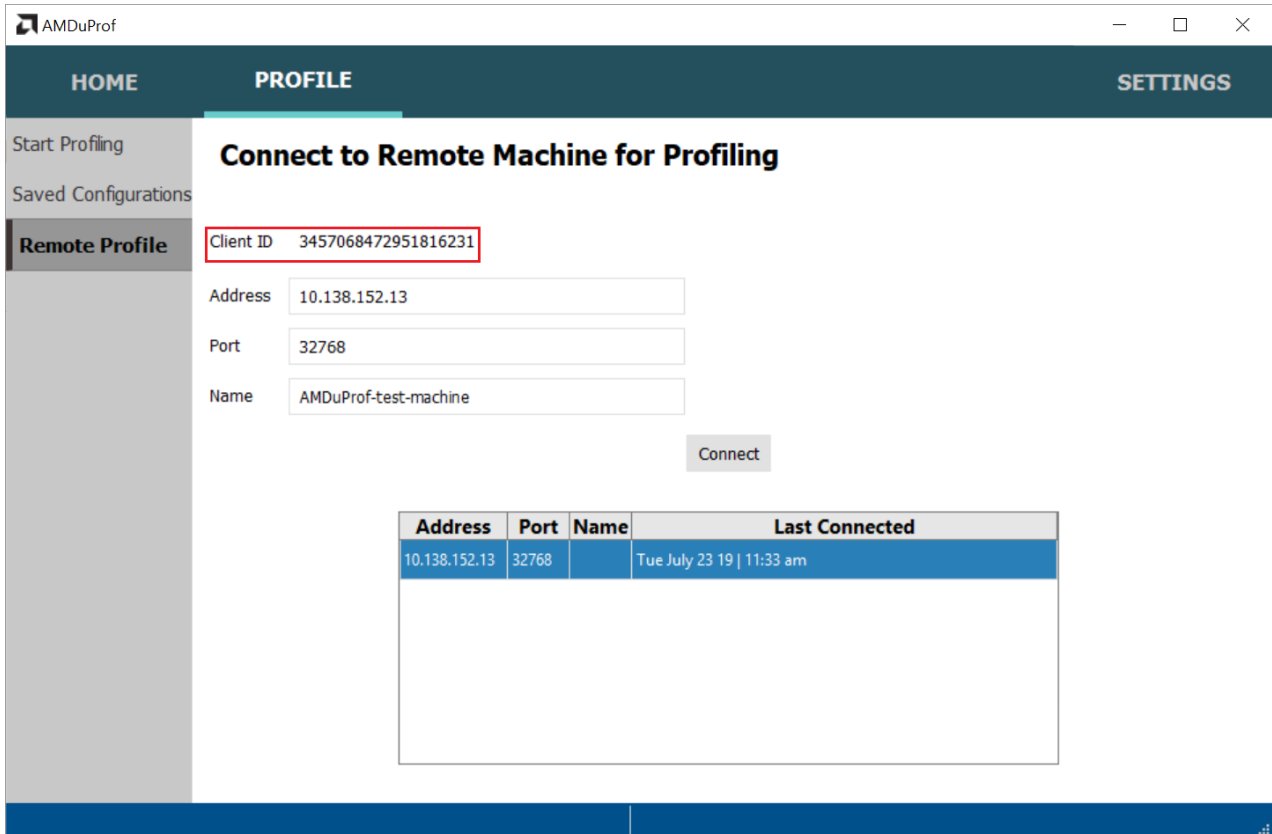 AMDuProf
HOME PROFILE SETTINGS
Start Profiling
Saved Configurations
Remote Profile
Connect to Remote Machine for Profiling
Client ID 3457068472951816231
Address 10.138.152.13
Port 32768
Name AMDuProf-test-machine
Connect
Address Port Name Last Connected
10.138.152.13 32768 Tue July 23 19 | 11:33 am